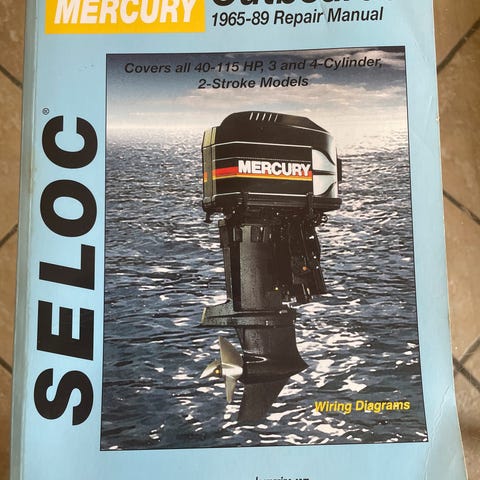 MERCURY
1965-89 Repair Manual
Covers all 40-115 HP, 3 and 4-Cylinder,
2-Stroke Models
SELOC®
MERCURY
Wiring Diagrams